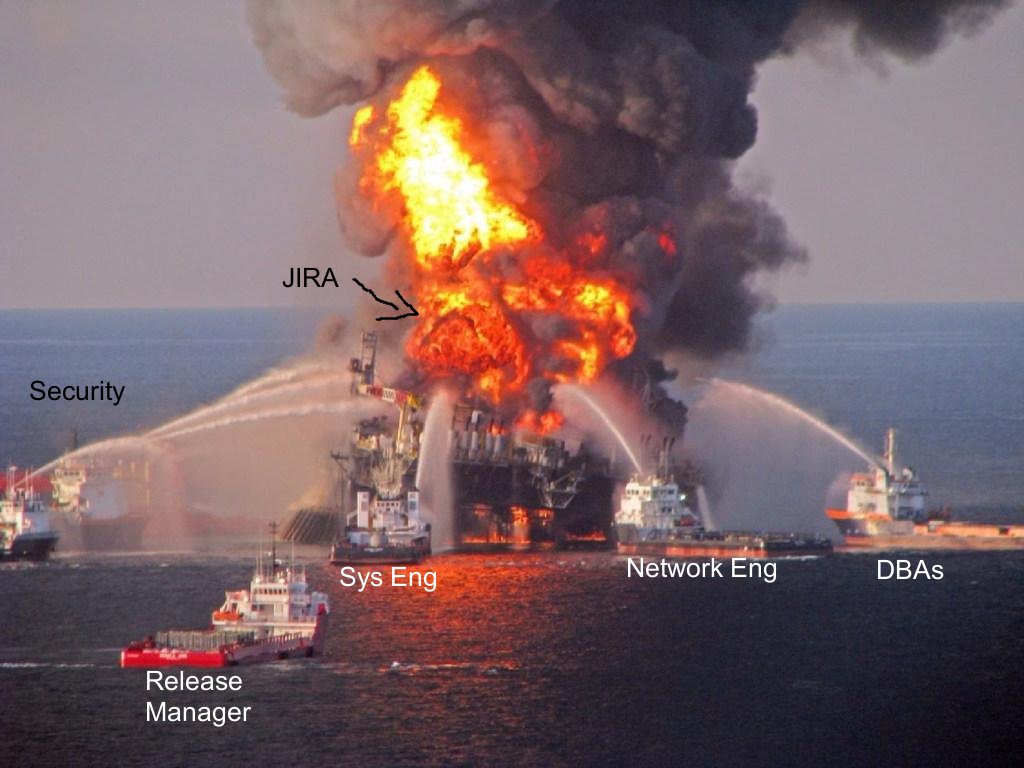 JIRA
Security
Sys Eng
Network Eng
DBAs
Release
Manager